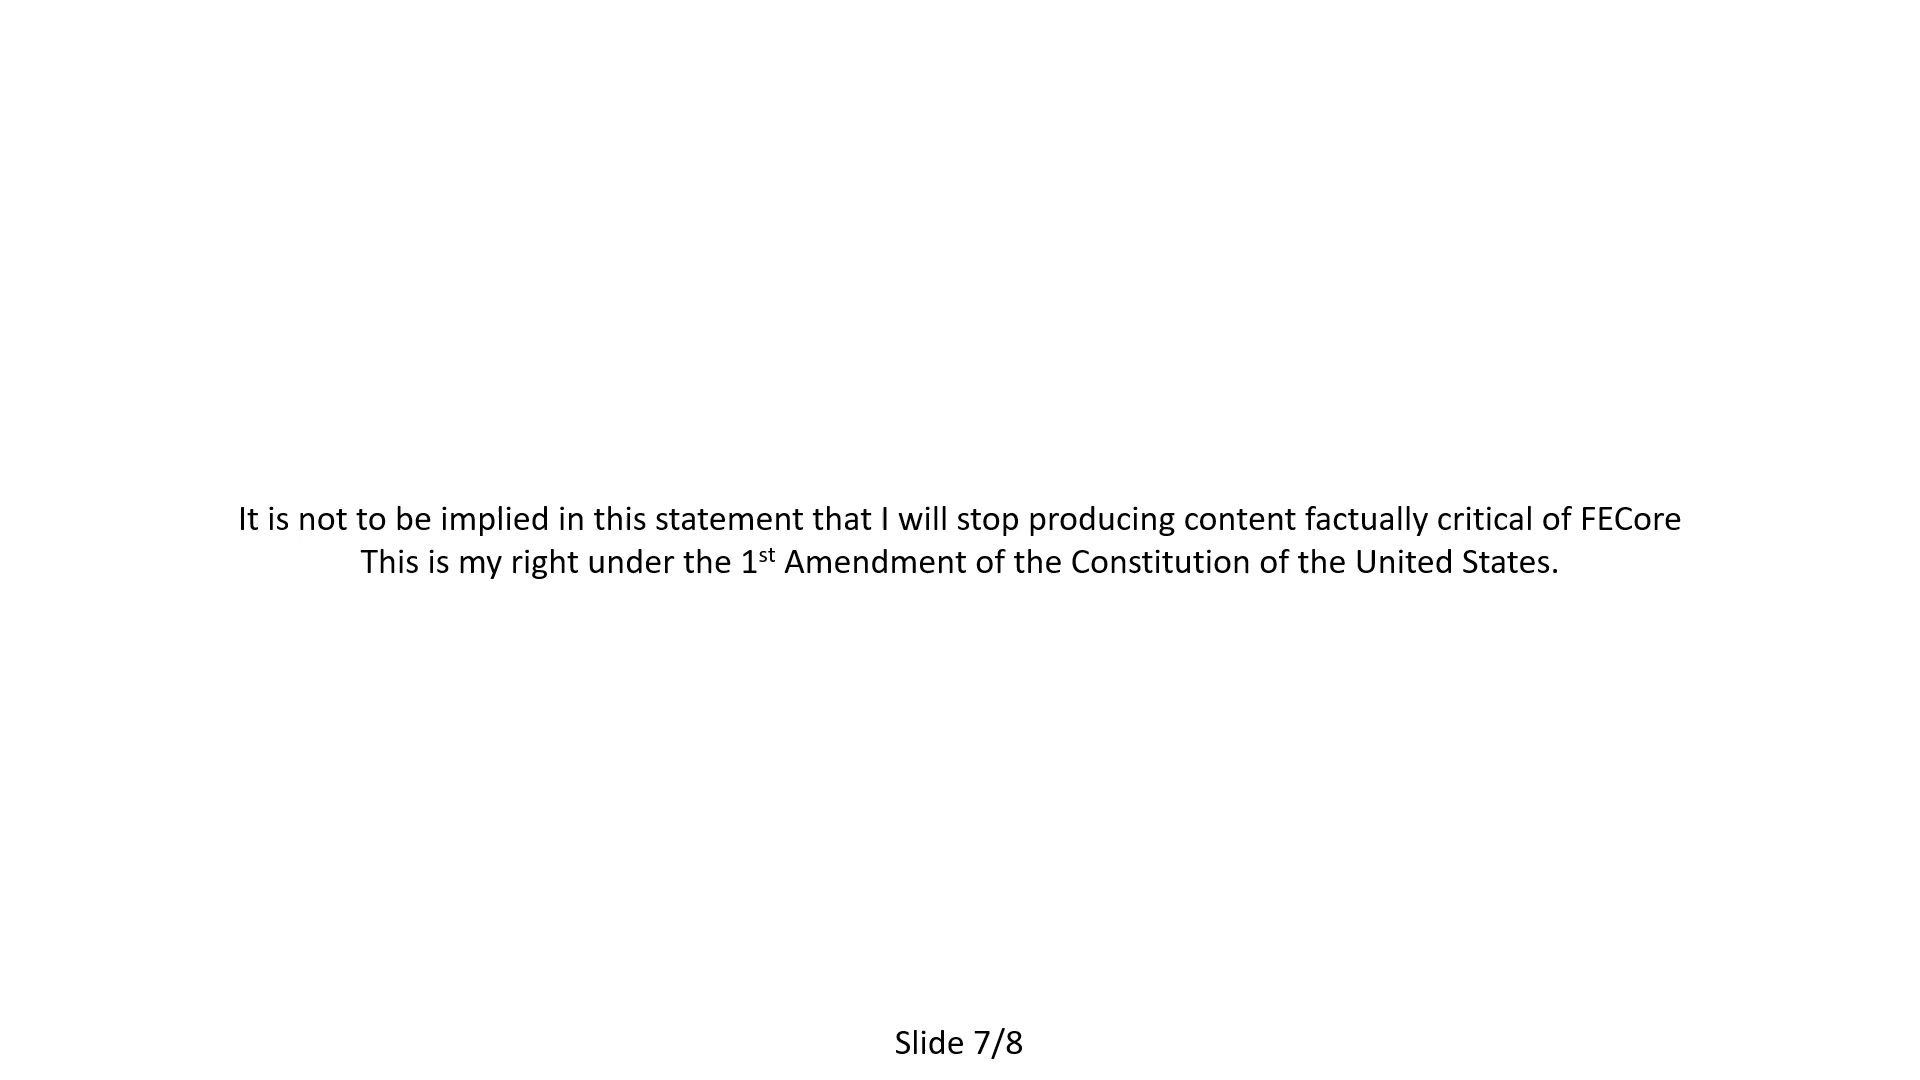 It is not to be implied in this statement that I will stop producing content factually critical of FECore
This is my right under the 1st Amendment of the Constitution of the United States.
Slide 7/8